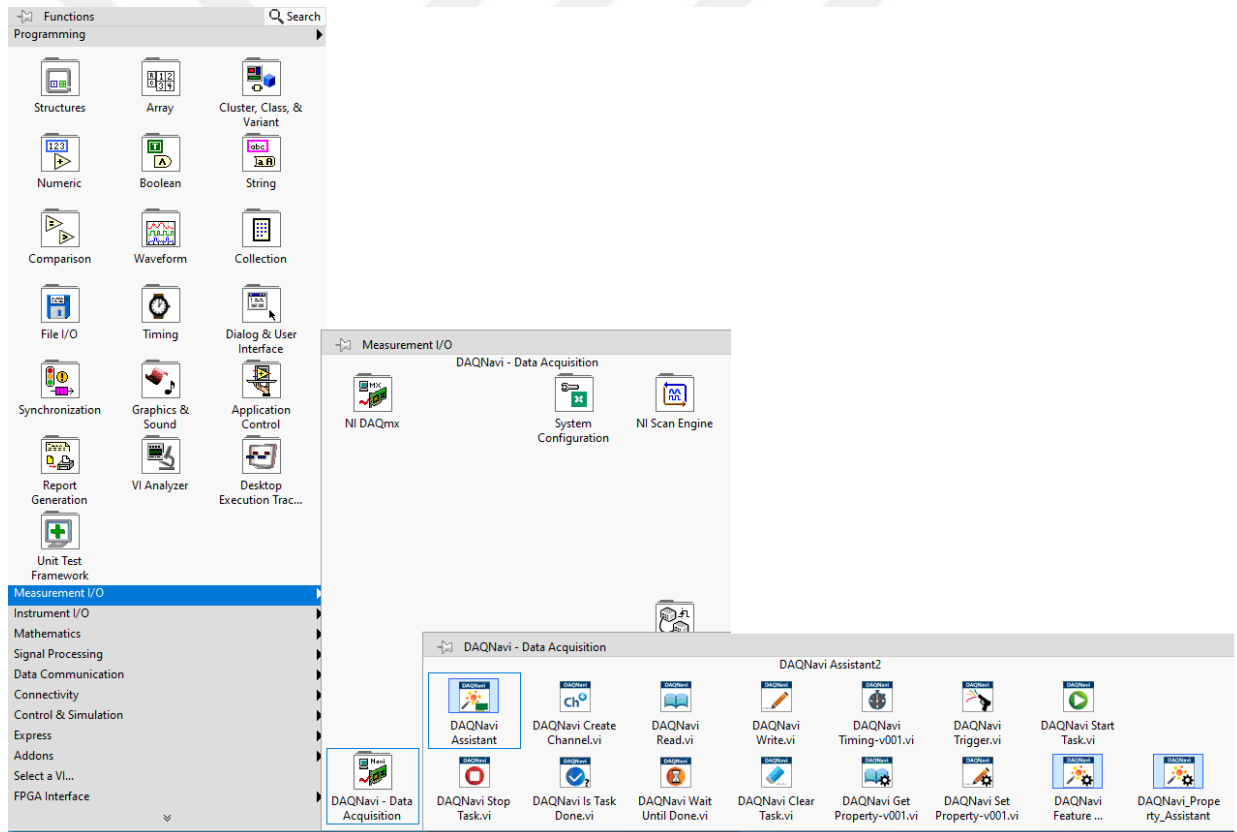 Functions
Search
Programming
Structures
Array
Cluster, Class, &
Variant
Numeric
Boolean
String
Comparison
Waveform
Collection
File I/O
Timing
Dialog & User
Interface
Synchronization
Graphics &
Sound
Application
Control
Report
Generation
VI Analyzer
Desktop
Execution Trac...
Unit Test
Framework
Measurement I/O
Instrument I/O
Mathematics
Signal Processing
Data Communication
Connectivity
Control & Simulation
Express
Addons
Select a VI...
FPGA Interface
Measurement I/O
DAQNavi - Data Acquisition
NI DAQmx
System
Configuration
NI Scan Engine
DAQNavi - Data
Acquisition
DAQNavi - Data Acquisition
DAQNavi Assistant2
DAQNavi
Assistant
DAQNavi Create
Channel.vi
DAQNavi
Read.vi
DAQNavi
Write.vi
DAQNavi
Timing-v001.vi
DAQNavi
Trigger.vi
DAQNavi Start
Task.vi
DAQNavi Stop
Task.vi
DAQNavi Is Task
Done.vi
DAQNavi Wait
Until Done.vi
DAQNavi Clear
Task.vi
DAQNavi Get
Property-v001.vi
DAQNavi Set
Property-v001.vi
DAQNavi
Feature ...
DAQNavi_Prope
rty_Assistant